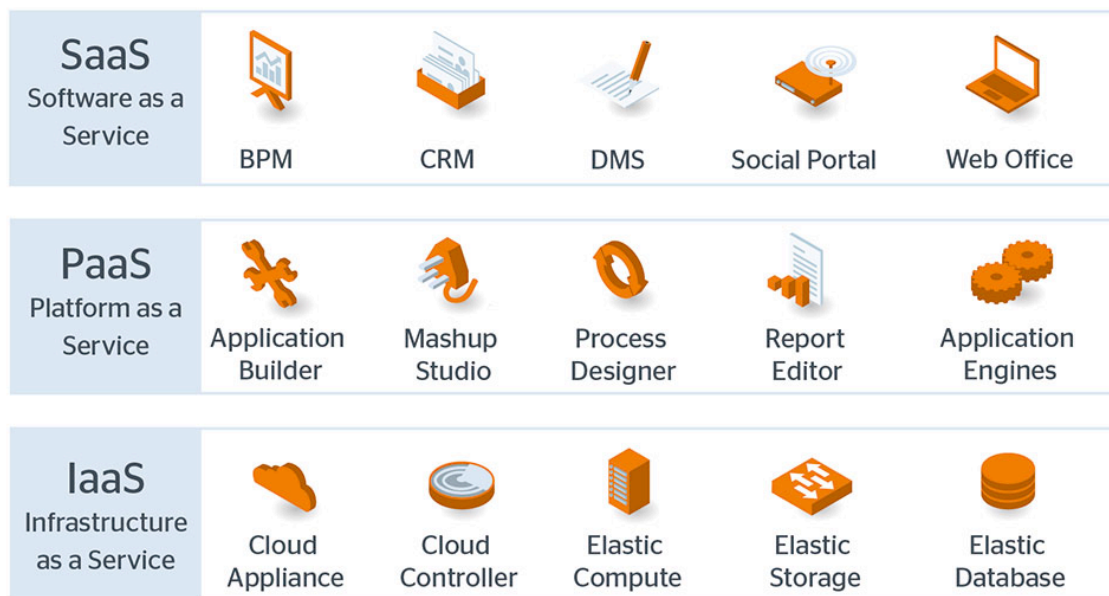 SaaS
Software as a
Service
BPM
CRM
DMS
Social Portal
Web Office
PaaS
Platform as a
Service
Application
Builder
Mashup
Studio
Process
Designer
Report
Editor
Application
Engines
IaaS
Infrastructure
as a Service
Cloud
Appliance
Cloud
Controller
Elastic
Compute
Elastic
Storage
Elastic
Database